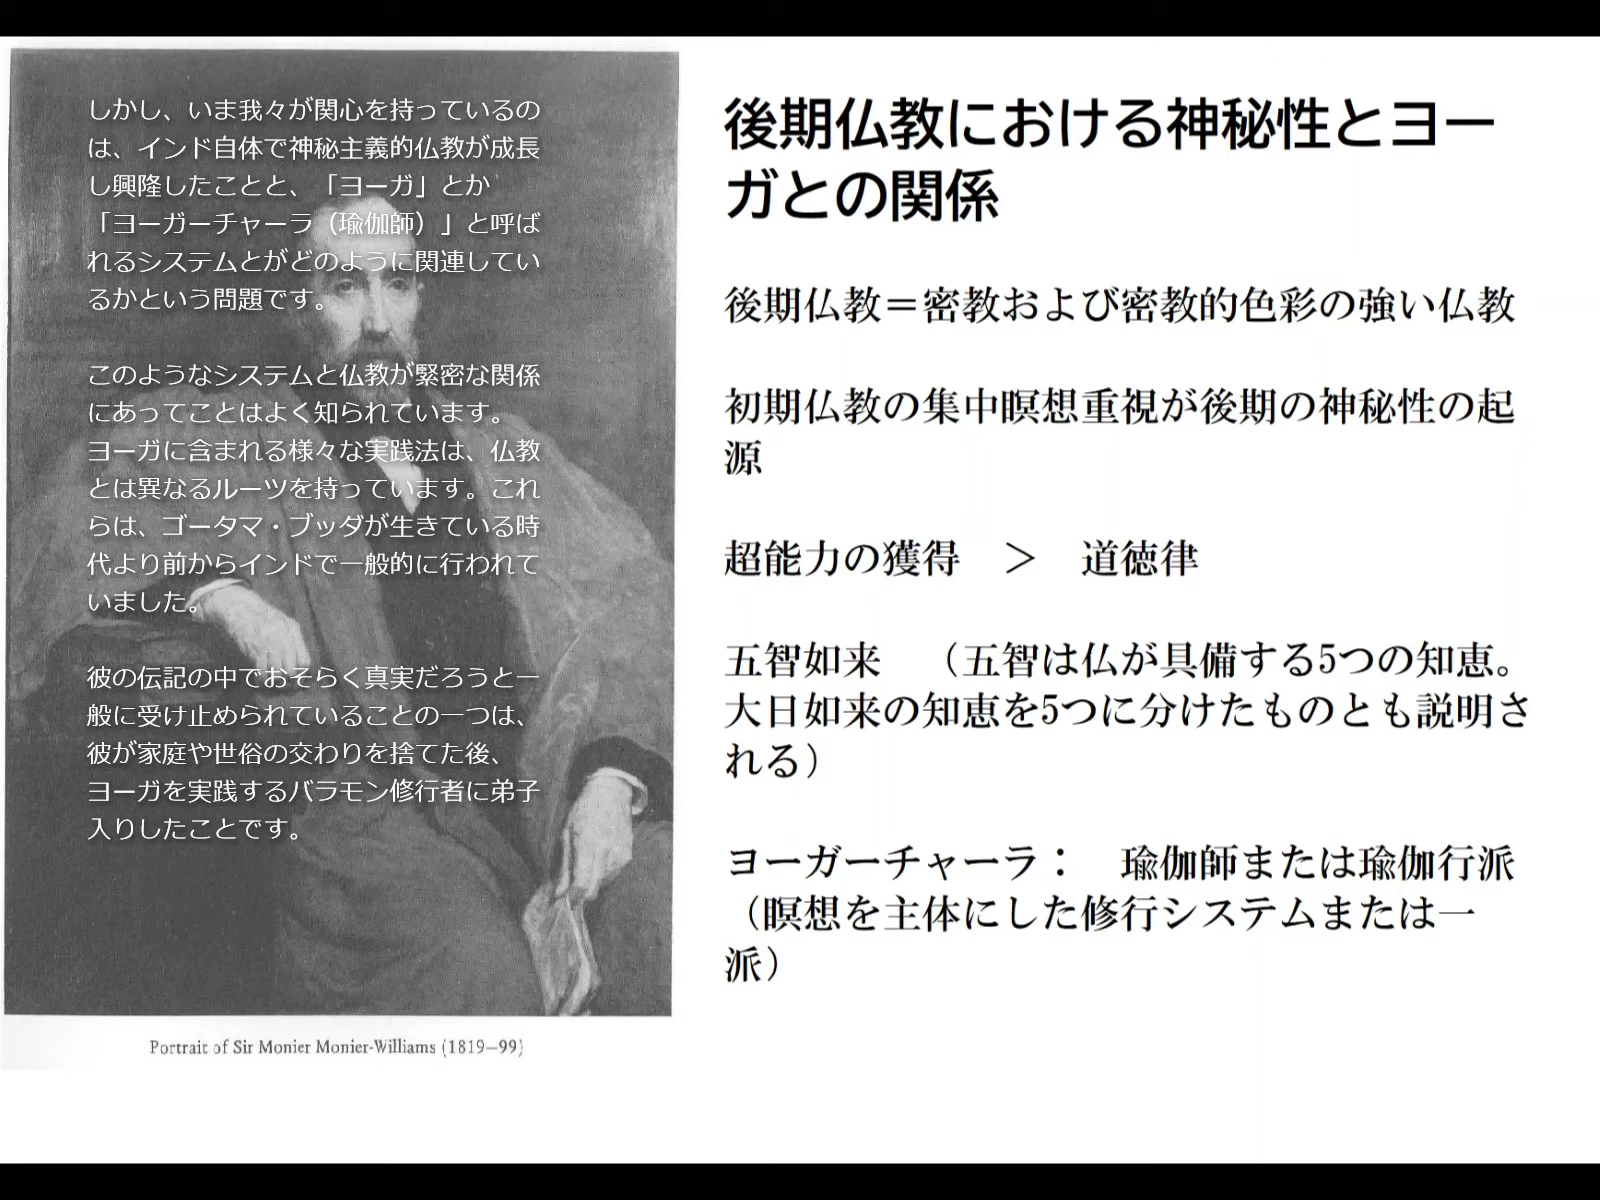 しかし、いま我々が関心を持っているの
は、インド自体で神秘主義的仏教が成長
し興隆したことと、「ヨーガ」とか
「ヨーガーチャーラ（瑜伽師）」と呼ば
れるシステムとがどのように関連してい
るかという問題です。
このようなシステムと仏教が緊密な関係
にあってことはよく知られています。
ヨーガに含まれる様々な実践法は、仏教
とは異なるルーツを持っています。これ
らは、ゴータマ・ブッダが生きている時
代より前からインドで一般的に行われて
いました。
彼の伝記の中でおそらく真実だろうと一
般に受け止められていることの一つは、
彼が家庭や世俗の交わりを捨てた後、
ヨーガを実践するバラモン修行者に弟子
入りしたことです。
Portrait of Sir Monier Monier-Williams (1819–99)
後期仏教における神秘性とヨー
ガとの関係
後期仏教＝密教および密教的色彩の強い仏教
初期仏教の集中瞑想重視が後期の神秘性の起
源
超能力の獲得　＞　道徳律
五智如来　（五智は仏が具備する5つの知恵。
大日如来の知恵を5つに分けたものとも説明さ
れる）
ヨーガーチャーラ：　瑜伽師または瑜伽行派
（瞑想を主体にした修行システムまたは一
派）